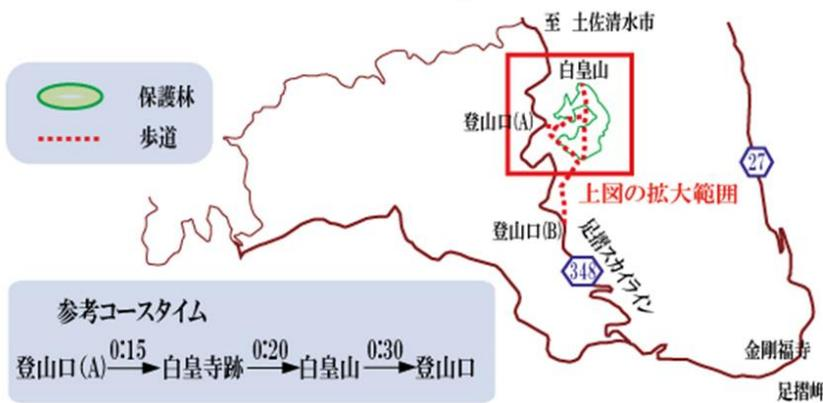 至 土佐清水市
白皇山
保護林
登山口(A)
歩道
27
上図の拡大範囲
登山口(B)
足摺スカイライン
348
参考コースタイム
登山口(A) 0:15 白皇寺跡 0:20 白皇山 0:30 登山口
金剛福寺
足摺岬